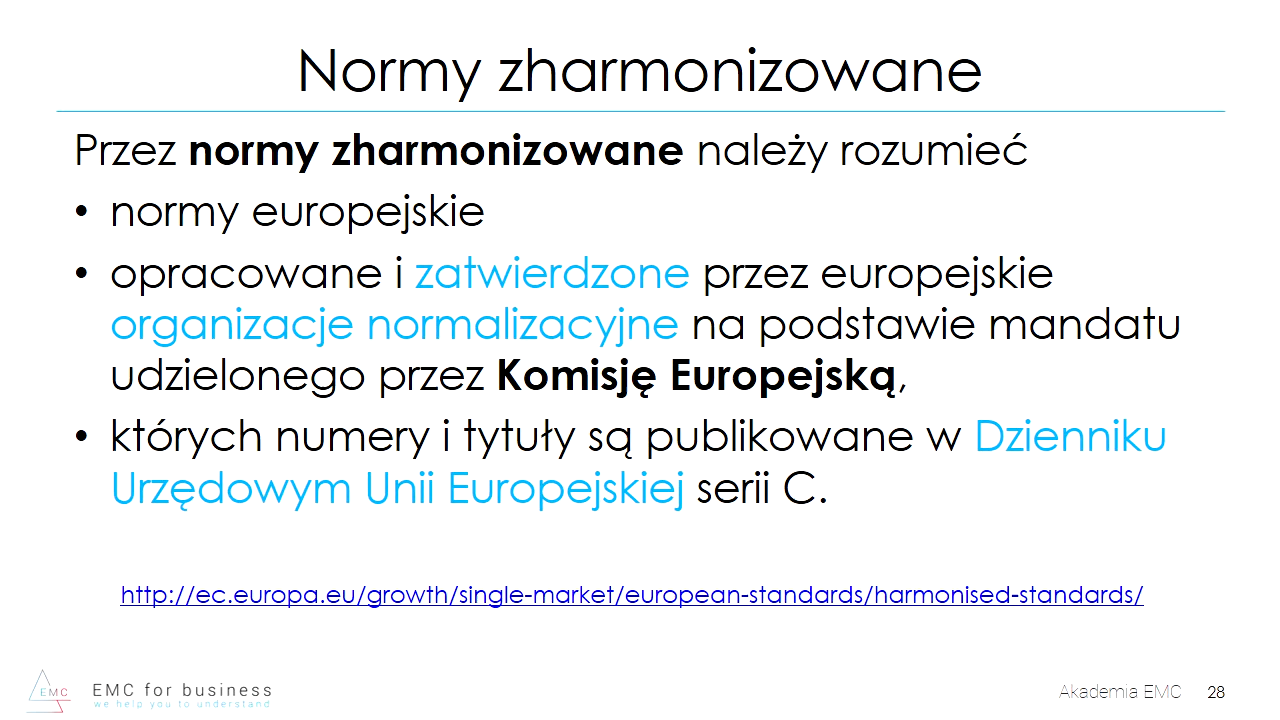 Normy zharmonizowane
Przez normy zharmonizowane należy rozumieć
• normy europejskie
• opracowane i zatwierdzone przez europejskie
organizacje normalizacyjne na podstawie mandatu
udzielonego przez Komisję Europejską,
• których numery i tytuły są publikowane w Dzienniku
Urzędowym Unii Europejskiej serii C.
http://ec.europa.eu/growth/single-market/european-standards/harmonised-standards/
EMC
EMC for business
we help you to understand
Akademia EMC 28